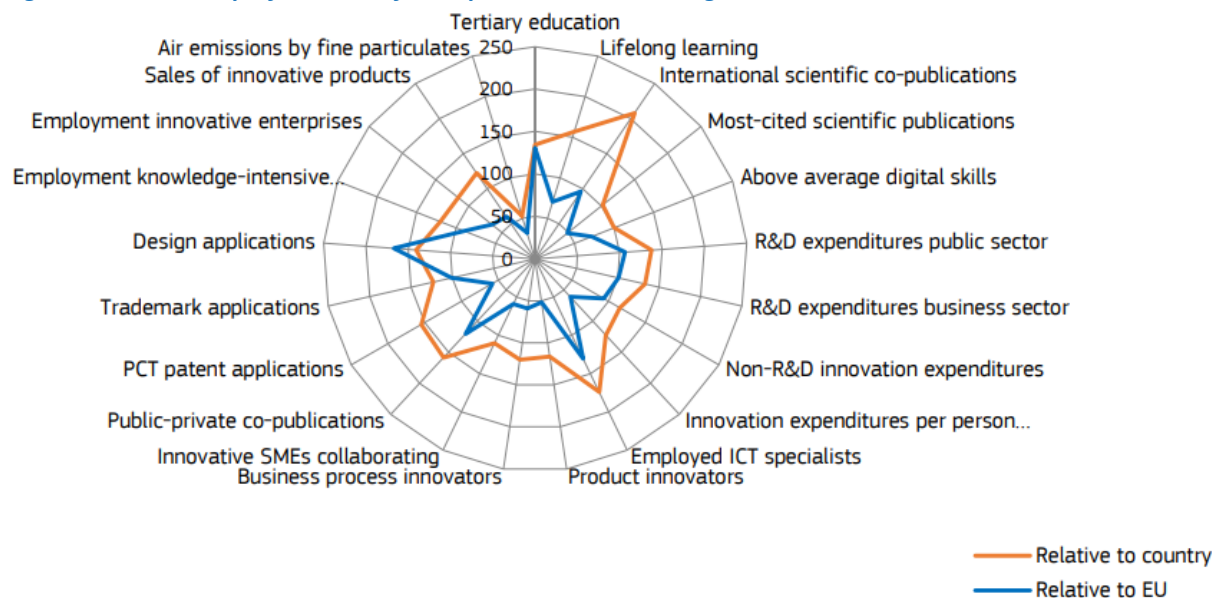 Tertiary education
Air emissions by fine particulates
250
Lifelong learning
Sales of innovative products
International scientific co-publications
200
Employment innovative enterprises
Most-cited scientific publications
150
Employment knowledge-intensive...
100
Above average digital skills
50
Design applications
R&D expenditures public sector
0
Trademark applications
R&D expenditures business sector
PCT patent applications
Non-R&D innovation expenditures
Public-private co-publications
Innovation expenditures per person...
Innovative SMEs collaborating
Employed ICT specialists
Business process innovators
Product innovators
Relative to country
Relative to EU